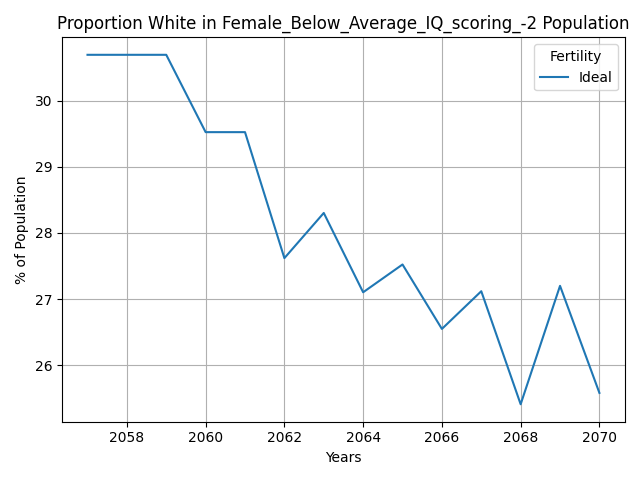 Proportion White in Female_Below_Average_IQ_scoring_-2 Population
Fertility
Ideal
% of Population
30
29
28
27
26
2058 2060 2062 2064 2066 2068 2070
Years